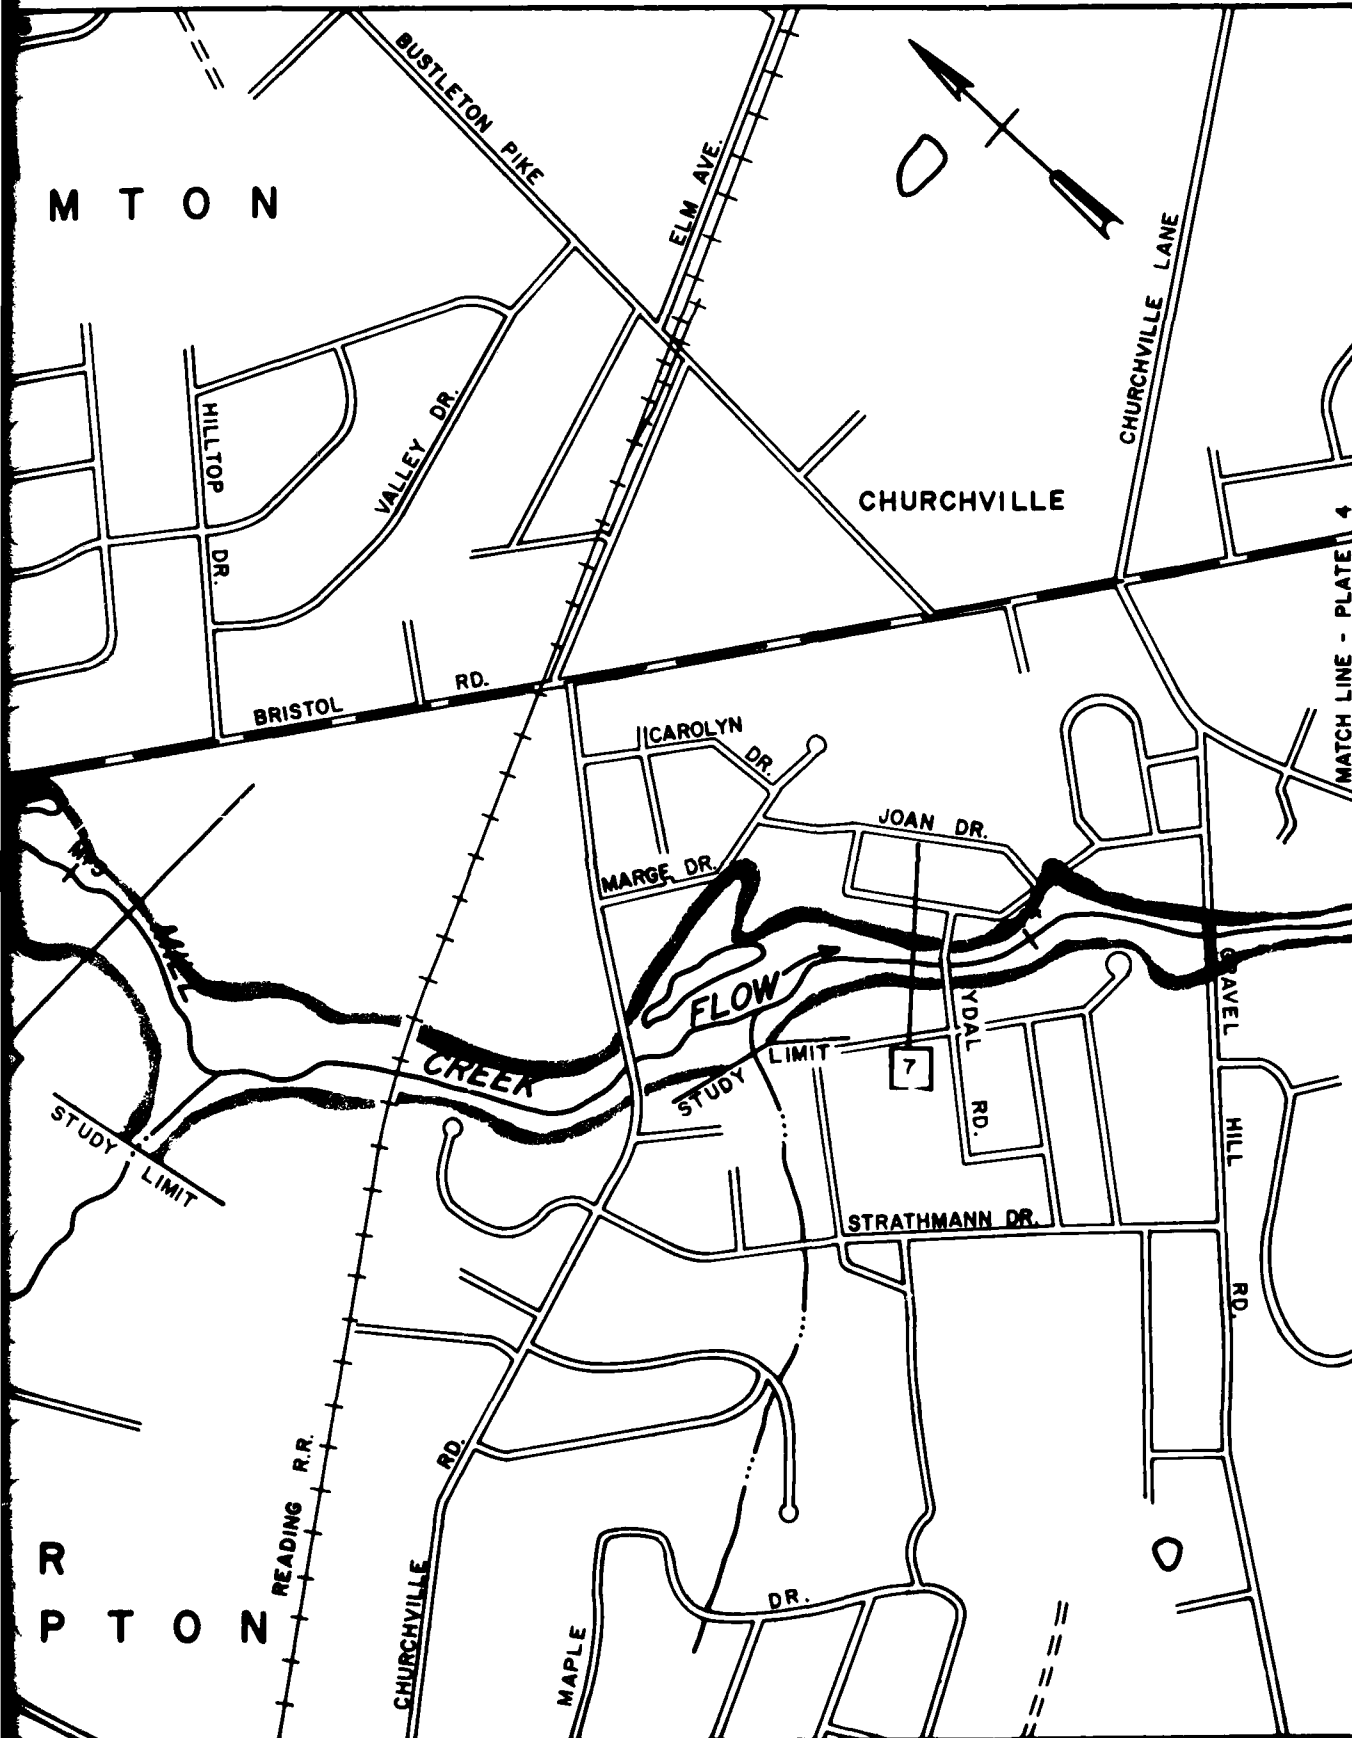 BUSTLETON PIKE
ELM AVE.
M T O N
CHURCHVILLE LANE
HILLTOP
DR.
VALLEY DR.
CHURCHVILLE
MATCH LINE - PLATE 4
BRISTOL RD.
CAROLYN
DR.
JOAN DR.
MARGE DR.
MILL
CREEK
FLOW
STUDY LIMIT
7
YDAL
RD.
GRAVEL
HILL
RD.
STUDY LIMIT
STRATHMANN DR.
READING R.R.
RD.
CHURCHVILLE
R
P T O N
MAPLE
DR.